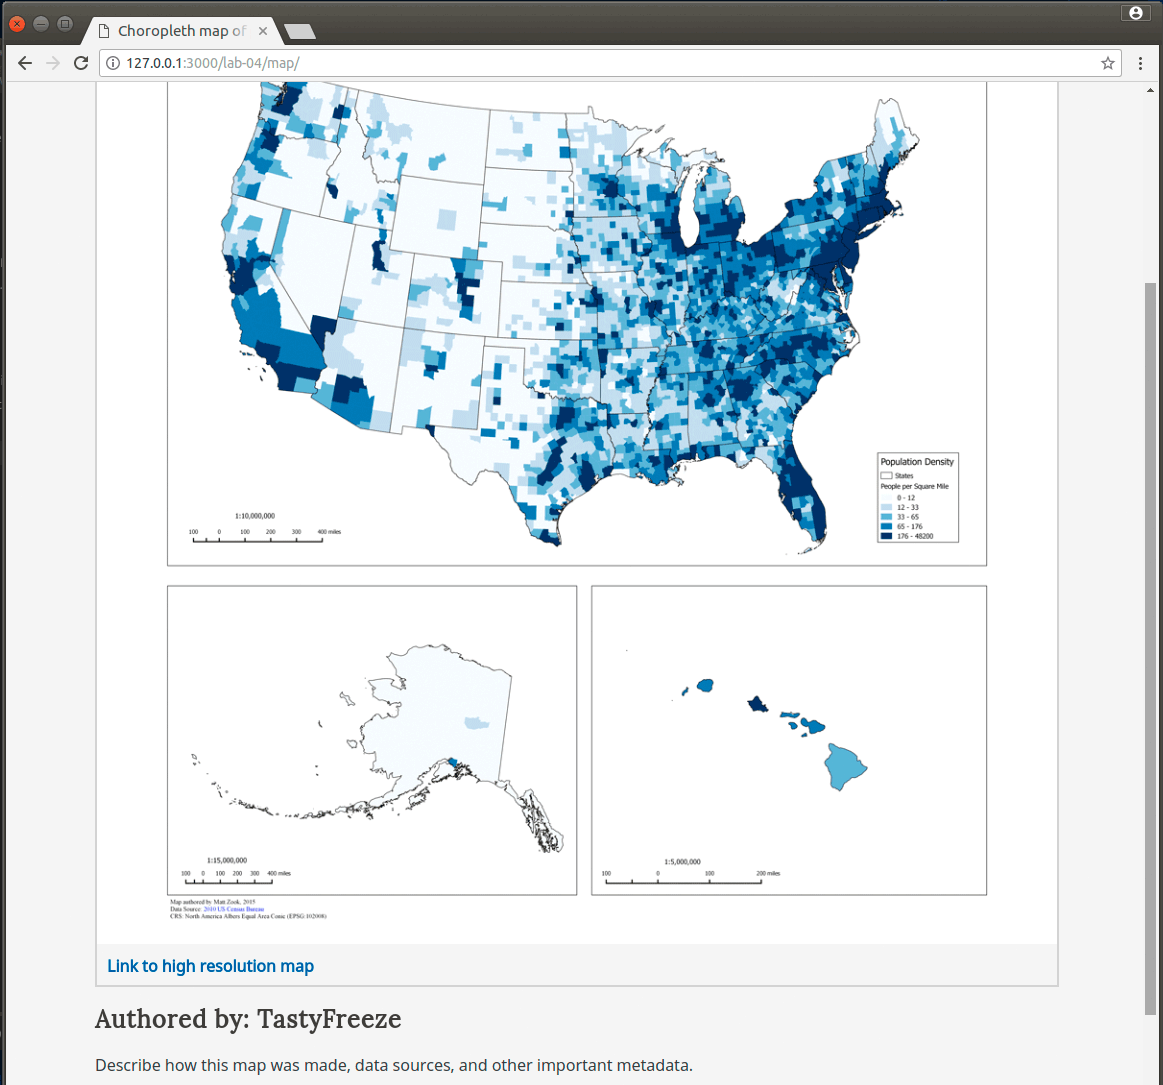 Choropleth map of
127.0.0.1:3000/lab-04/map/
Population Density
States
People per Square Mile
0 - 12
12 - 33
33 - 65
65 - 176
176 - 48200
1:10,000,000
100 0 100 200 300 400 miles
1:15,000,000
100 0 100 200 300 400 miles
1:5,000,000
100 0 100 200 miles
Map authored by Matt Zook, 2015
Data Source: 2010 US Census Bureau
CRS: North America Albers Equal Area Conic (EPSG:102008)
Link to high resolution map
Authored by: TastyFreeze
Describe how this map was made, data sources, and other important metadata.